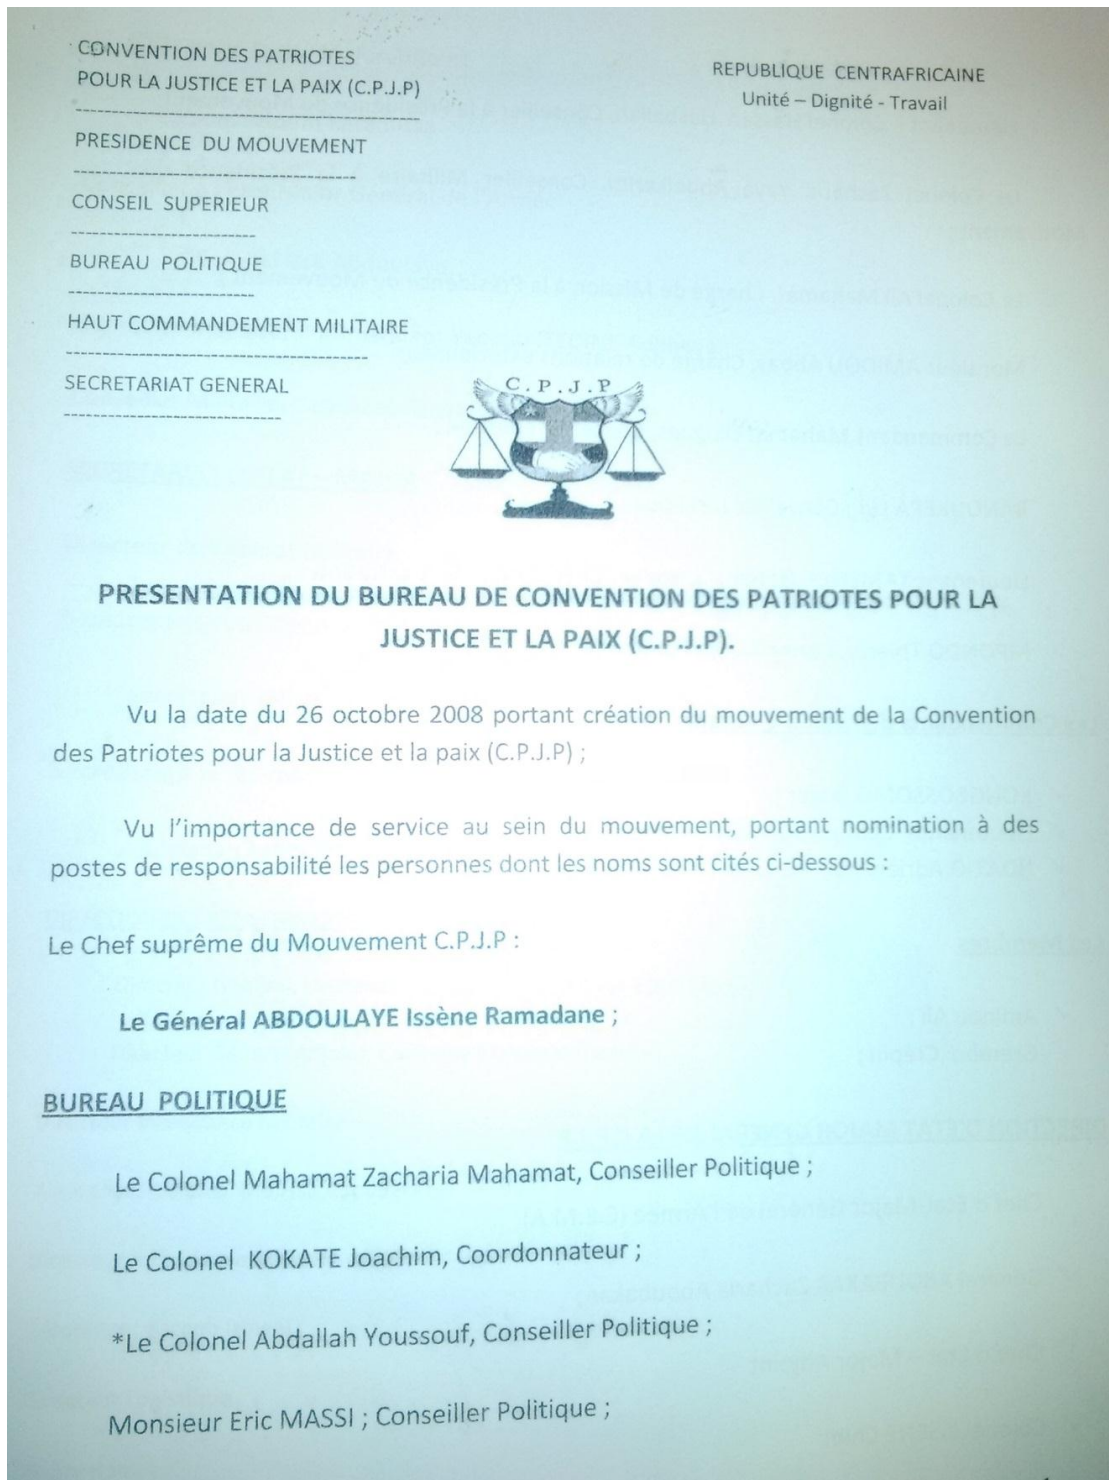 CONVENTION DES PATRIOTES
POUR LA JUSTICE ET LA PAIX (C.P.J.P)
REPUBLIQUE CENTRAFRICAINE
Unité – Dignité - Travail
PRESIDENCE DU MOUVEMENT
CONSEIL SUPERIEUR
BUREAU POLITIQUE
HAUT COMMANDEMENT MILITAIRE
SECRETARIAT GENERAL
C.P.J.P
PRESENTATION DU BUREAU DE CONVENTION DES PATRIOTES POUR LA
JUSTICE ET LA PAIX (C.P.J.P).
Vu la date du 26 octobre 2008 portant création du mouvement de la Convention
des Patriotes pour la Justice et la paix (C.P.J.P) ;
Vu l'importance de service au sein du mouvement, portant nomination à des
postes de responsabilité les personnes dont les noms sont cités ci-dessous :
Le Chef suprême du Mouvement C.P.J.P :
Le Général ABDOULAYE Issène Ramadane ;
BUREAU POLITIQUE
Le Colonel Mahamat Zacharia Mahamat, Conseiller Politique ;
Le Colonel KOKATE Joachim, Coordonnateur ;
*Le Colonel Abdallah Youssouf, Conseiller Politique ;
Monsieur Eric MASSI ; Conseiller Politique ;